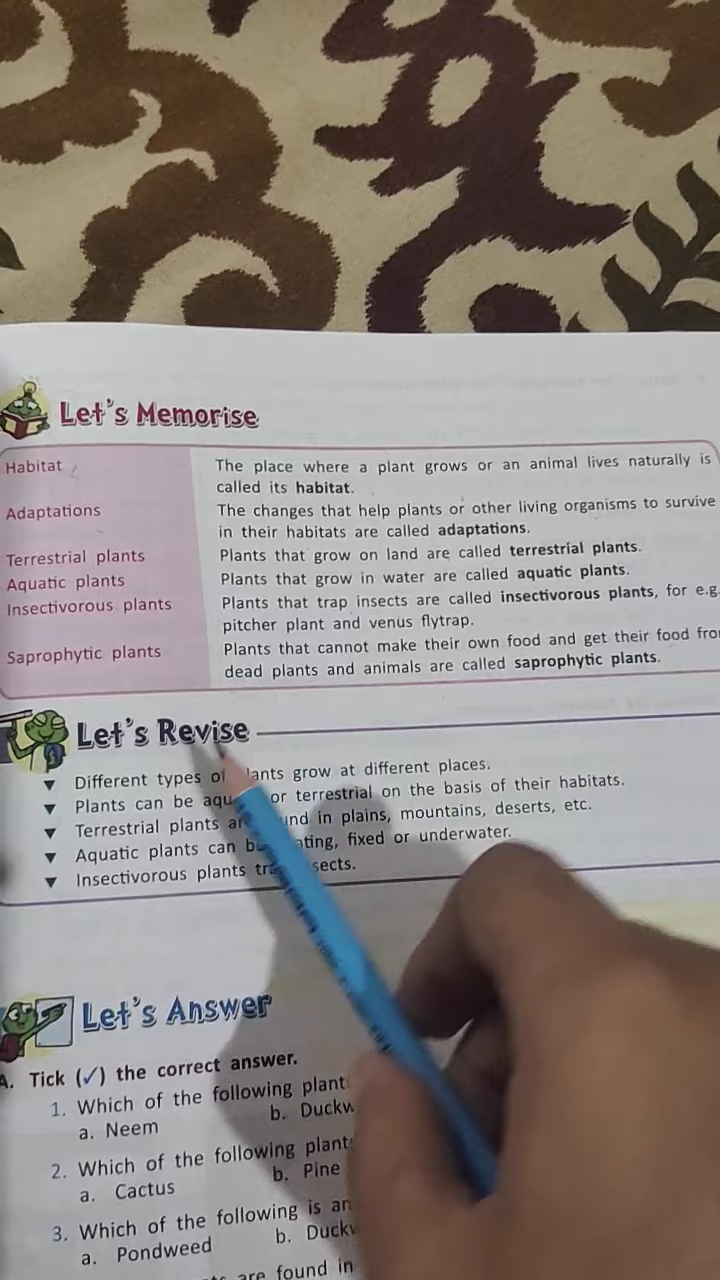 Let's Memorise
Habitat
The place where a plant grows or an animal lives naturally is
called its habitat.
Adaptations
The changes that help plants or other living organisms to survive
in their habitats are called adaptations.
Terrestrial plants
Plants that grow on land are called terrestrial plants.
Aquatic plants
Plants that grow in water are called aquatic plants.
Insectivorous plants
Plants that trap insects are called insectivorous plants, for e.g.
pitcher plant and venus flytrap.
Saprophytic plants
Plants that cannot make their own food and get their food
dead plants and animals are called saprophytic plants.
Let's Revise
▼ Different types grow at different places.
▼ Plants can be or terrestrial on the basis of their habitats.
▼ Terrestrial plants in plains, mountains, deserts, etc.
▼ Aquatic plants can fixed or underwater.
▼ Insectivorous plants
Let's Answer
A. Tick (✓) the correct answer.
1. Which of the following
a. Neem b.
2. Which of the following
a. Cactus b. Pine
3. Which of the following is an
a. Pondweed b.
are found in